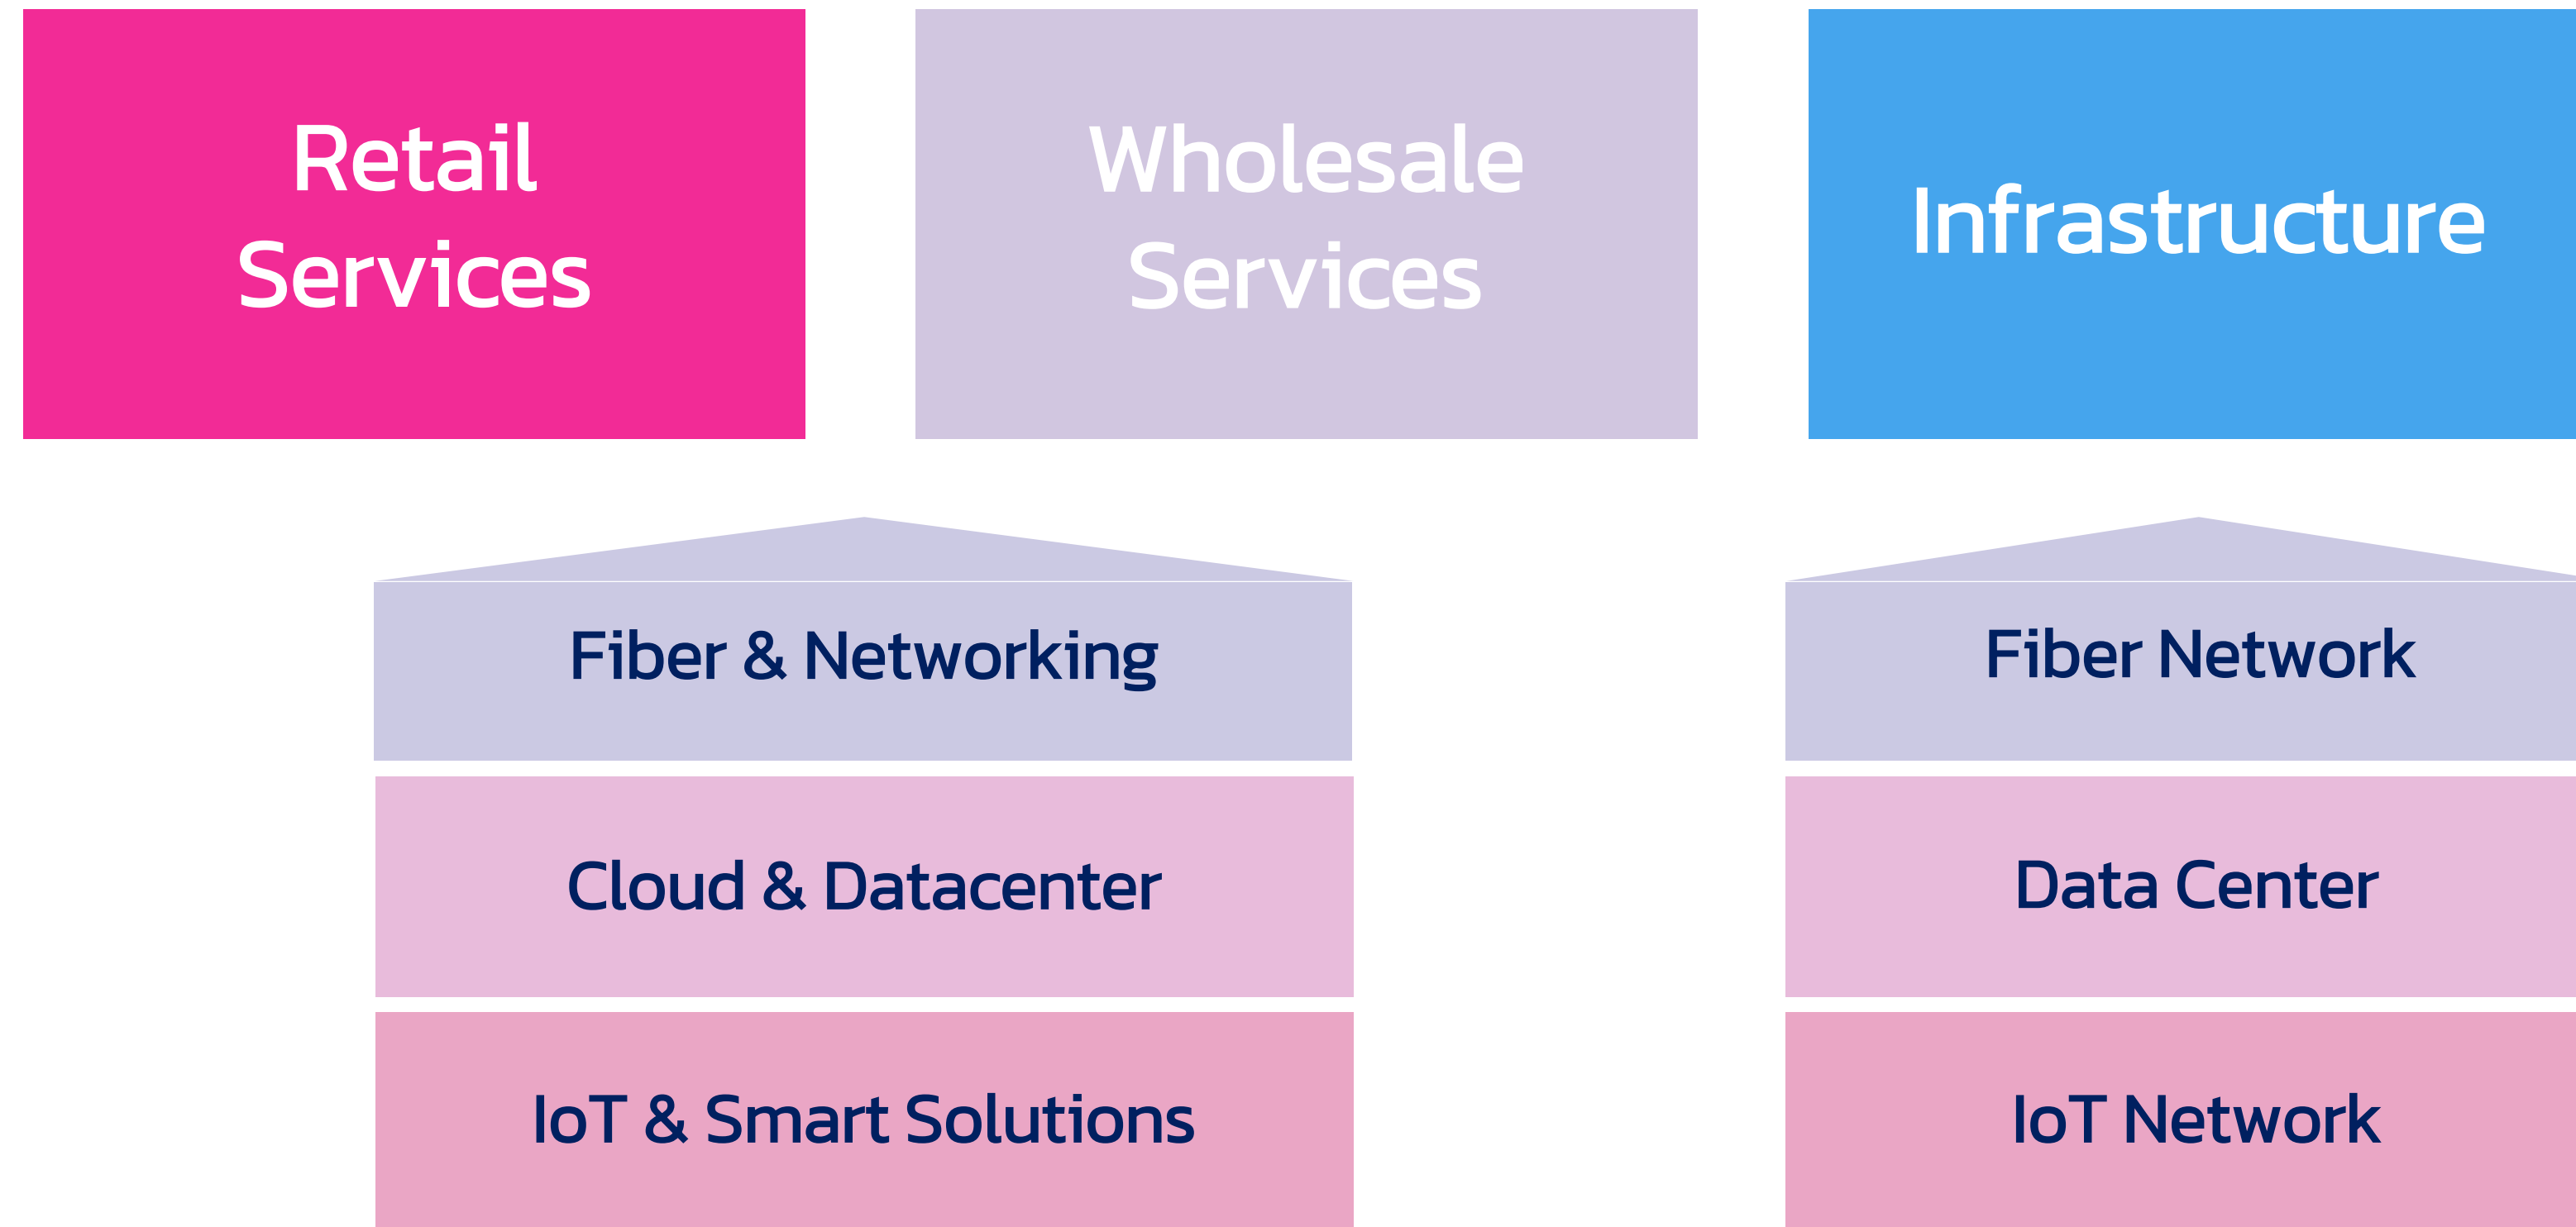 Retail
Services
Wholesale
Services
Infrastructure
Fiber & Networking
Cloud & Datacenter
IoT & Smart Solutions
Fiber Network
Data Center
IoT Network